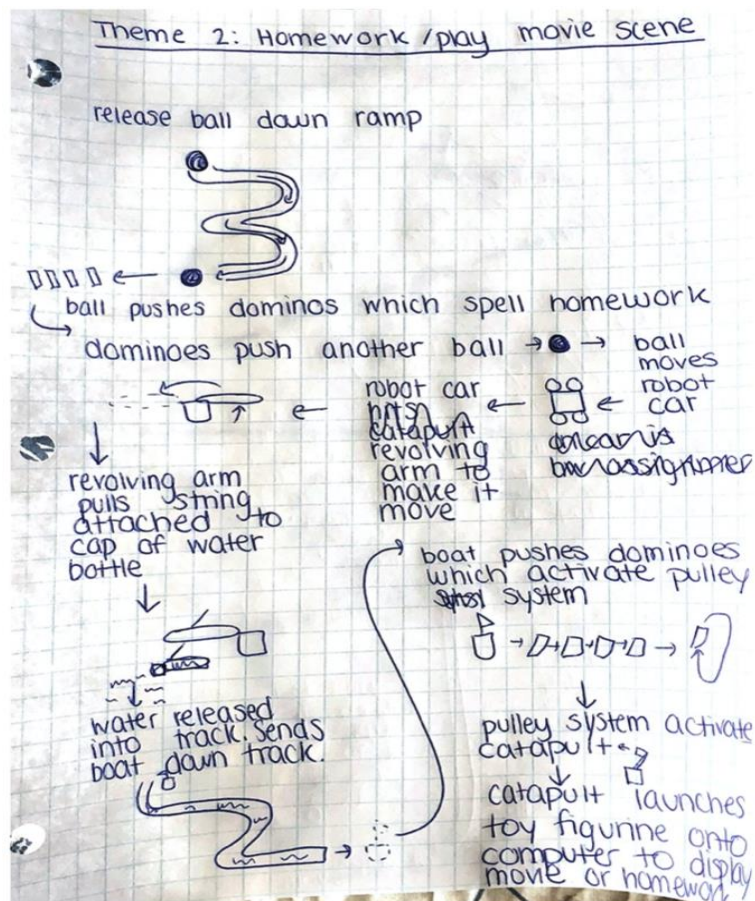 Theme 2: Homework/play movie scene
release ball down ramp
ball pushes dominos which spell homework
dominoes push another ball
ball
moves
robot
car
robot car
hits
catapult
revolving
arm to
make it
move
revolving arm
pulls string
attached to
cap of water
bottle
water released
into track. Sends
boat down track.
boat pushes dominoes
which activate pulley
system
pulley system activate
catapult
catapult launches
toy figurine onto
computer to display
movie or homework